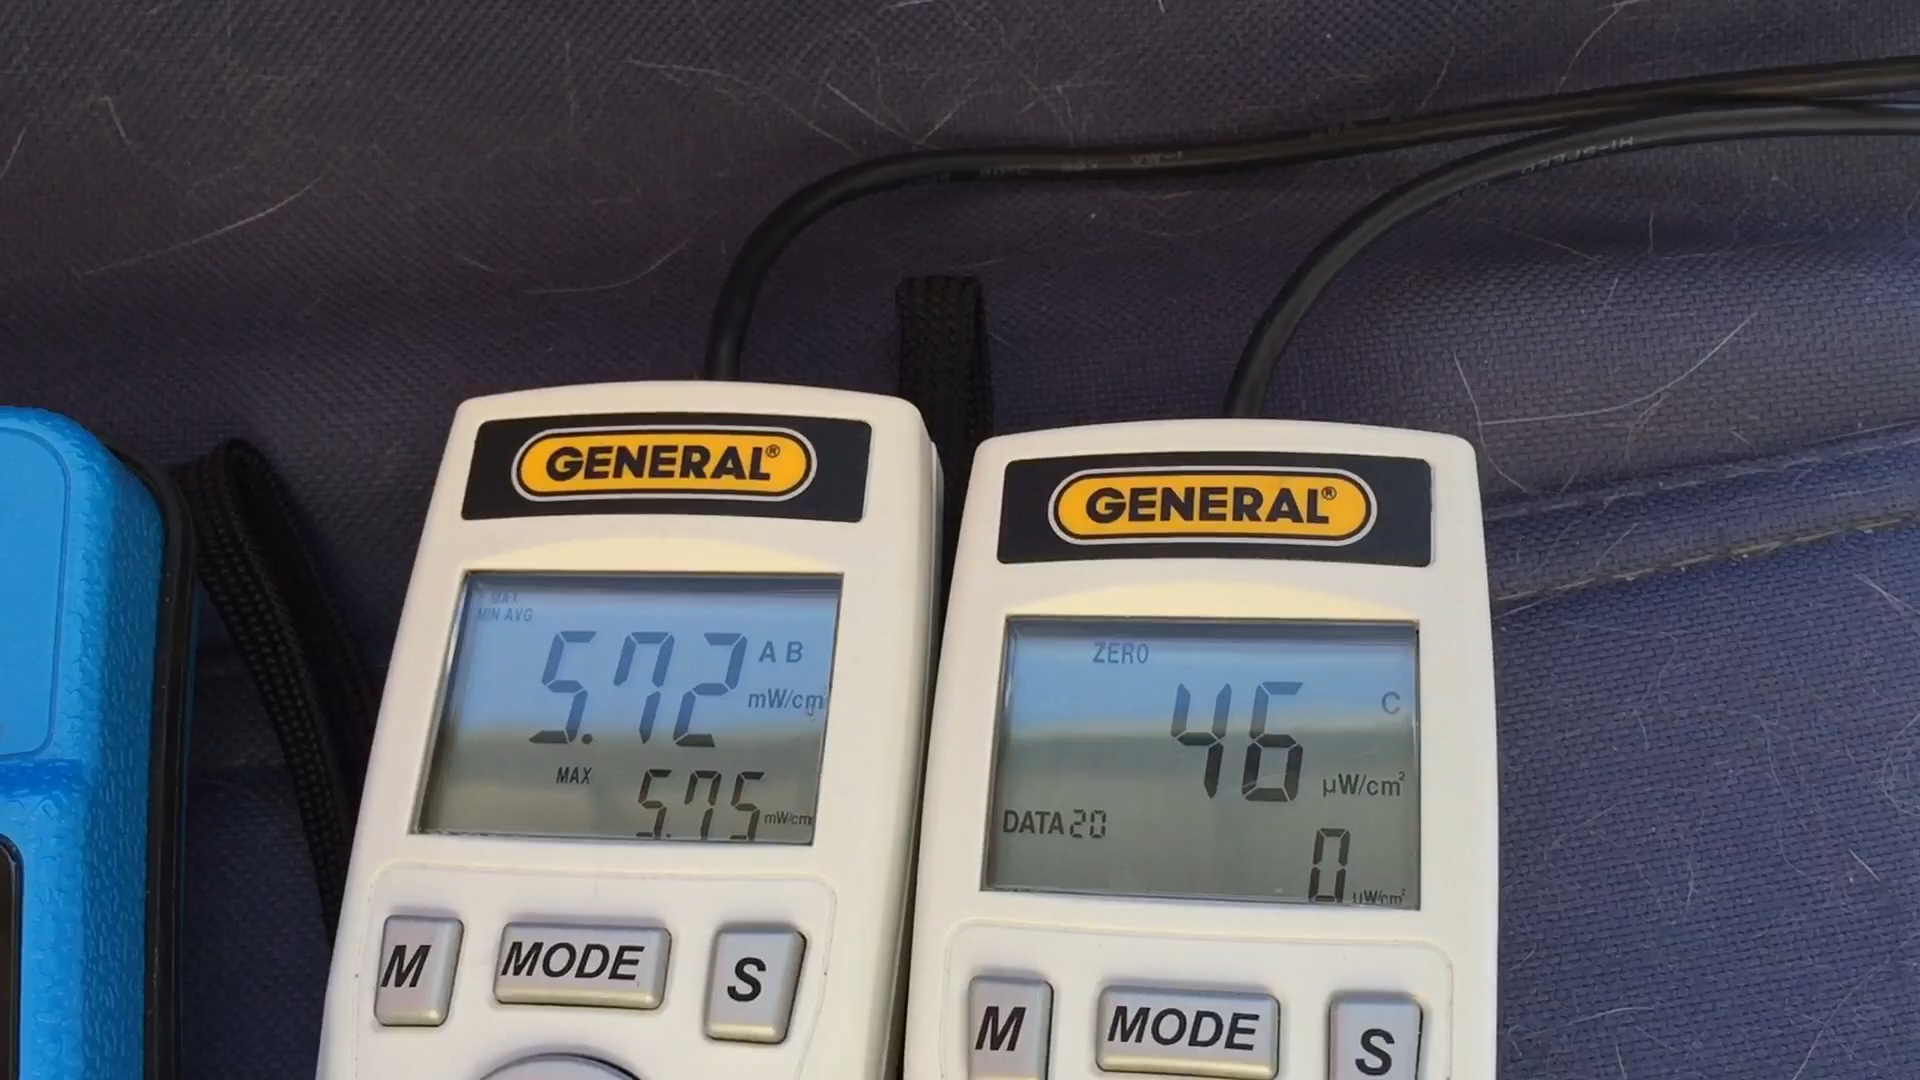 GENERAL®
MAX
MIN AVG
5.72 AB
mW/cm
MAX 5.75 mW/cm
M MODE S
GENERAL®
ZERO
46 C
µW/cm²
DATA 20
0 µW/cm²
M MODE S